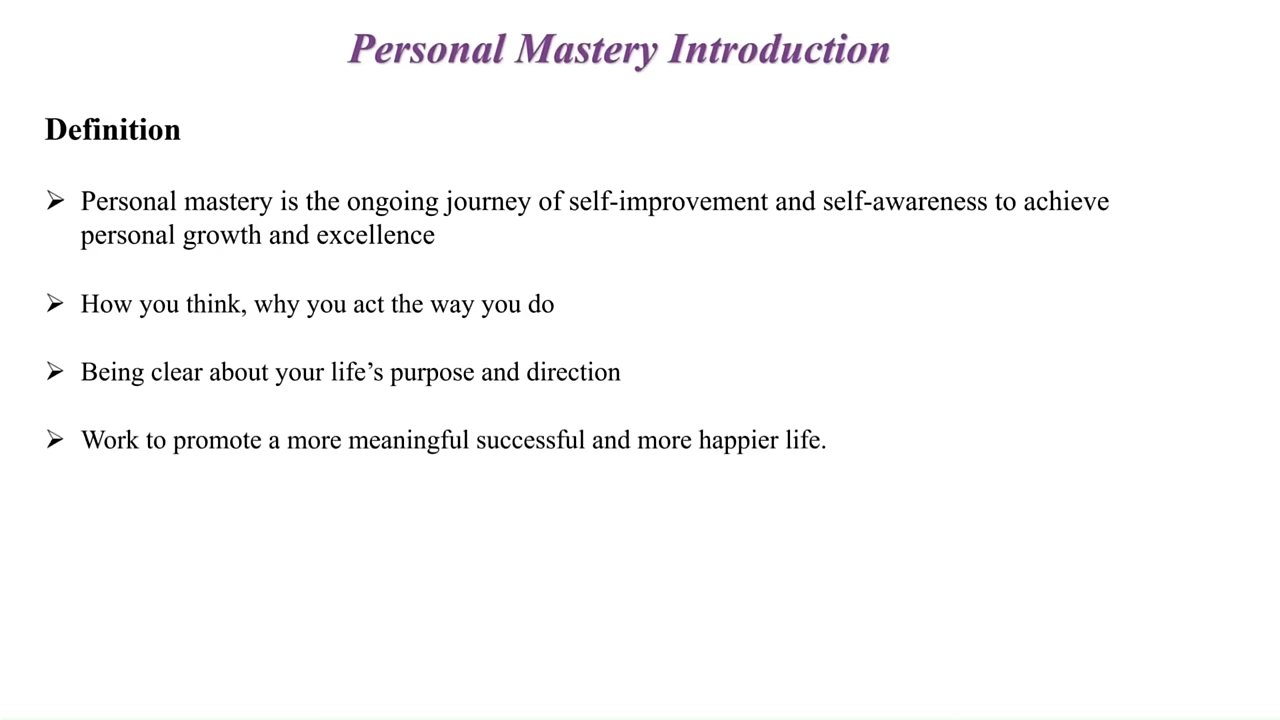 Personal Mastery Introduction
Definition
➢ Personal mastery is the ongoing journey of self-improvement and self-awareness to achieve
personal growth and excellence
➢ How you think, why you act the way you do
➢ Being clear about your life’s purpose and direction
➢ Work to promote a more meaningful successful and more happier life.